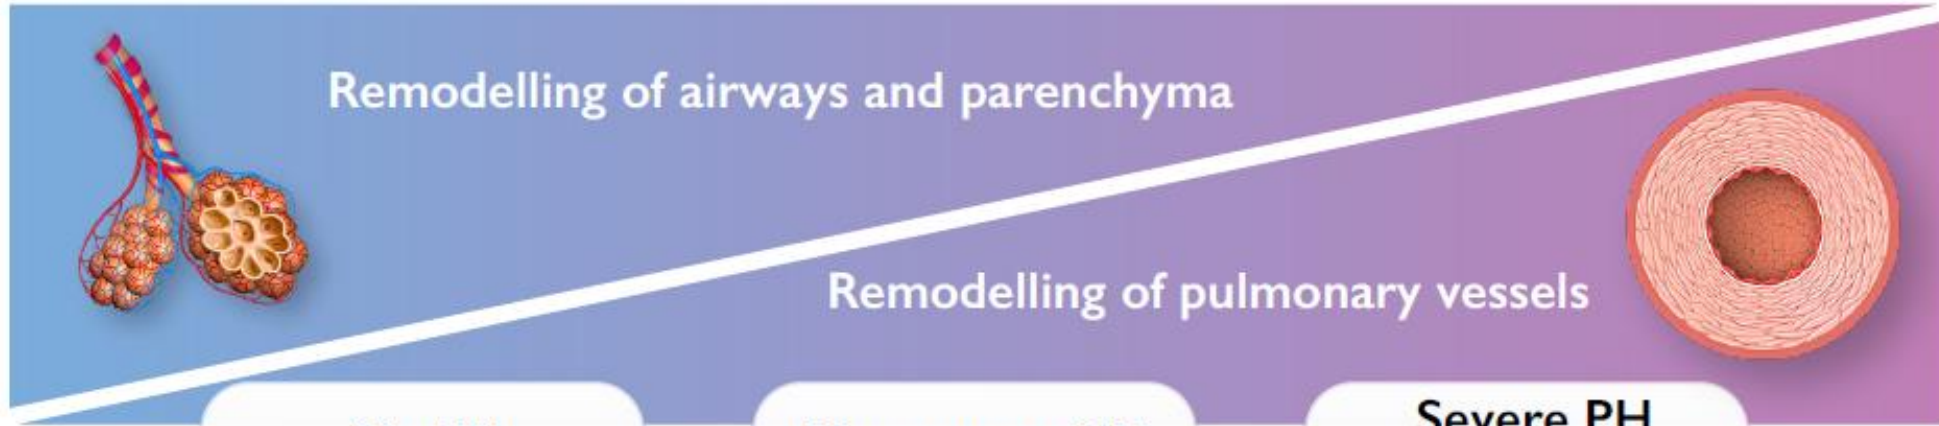 Remodelling of airways and parenchyma
Remodelling of pulmonary vessels
Severe PH